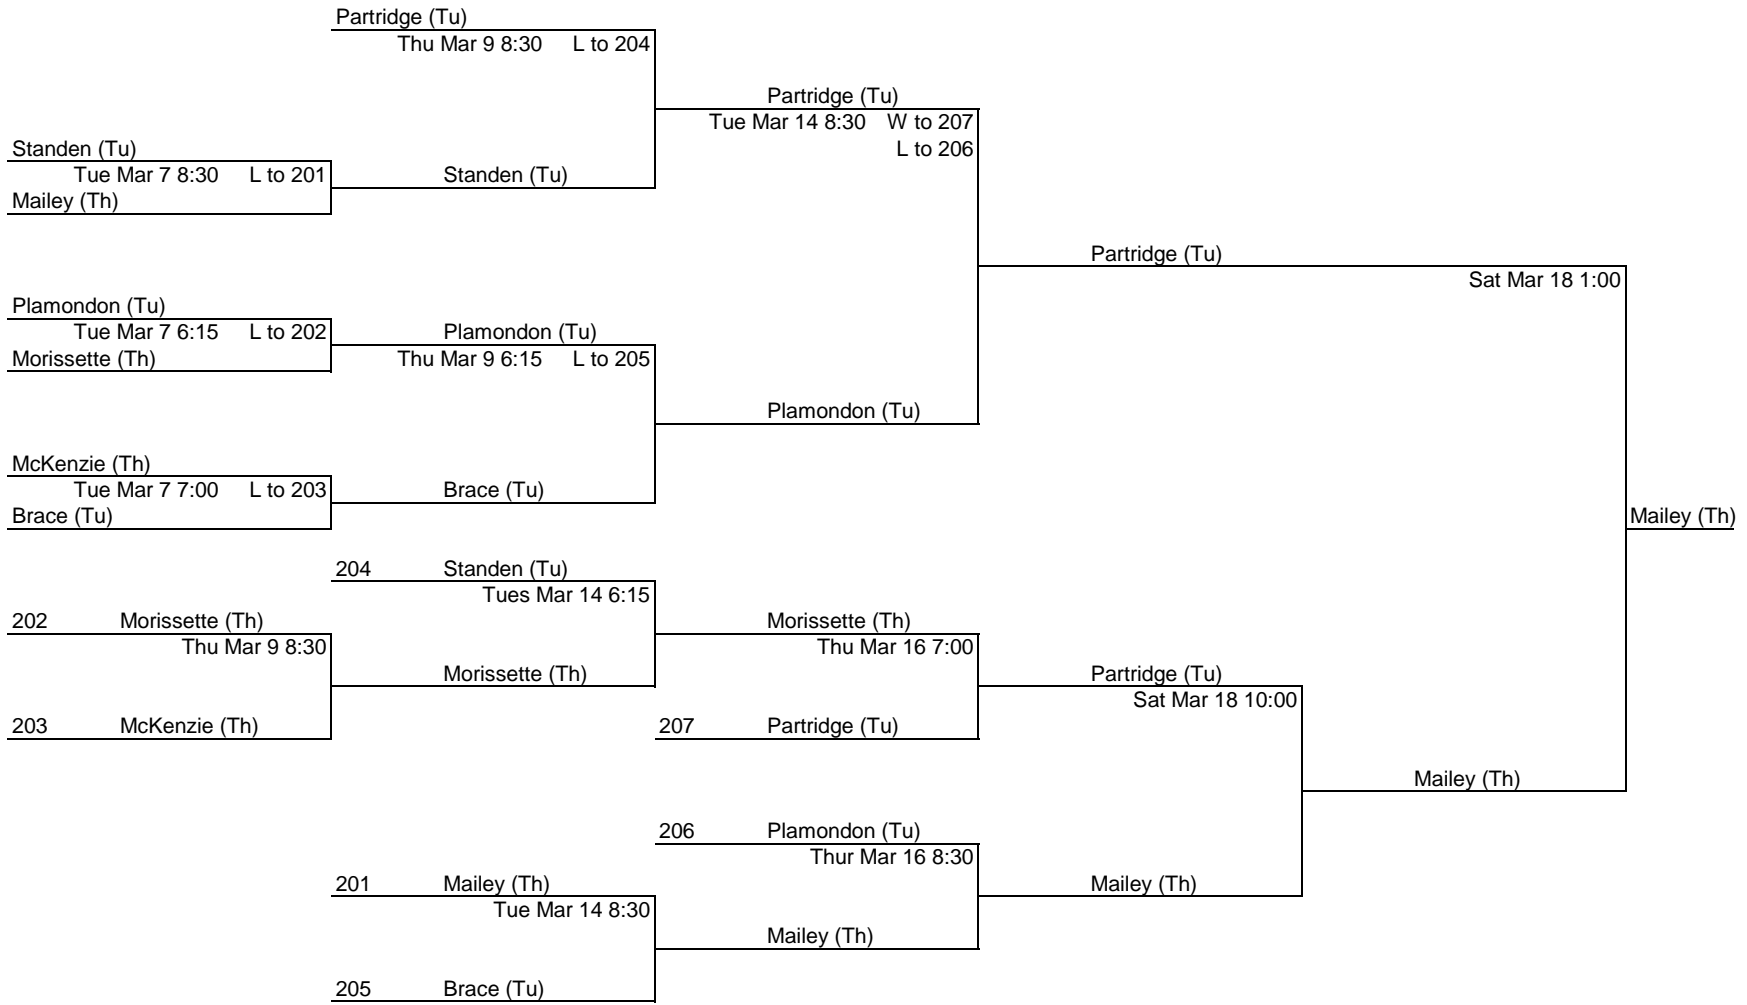 Partridge (Tu)
Thu Mar 9 8:30 L to 204
Partridge (Tu)
Tue Mar 14 8:30 W to 207
Standen (Tu)
L to 206
Tue Mar 7 8:30 L to 201
Standen (Tu)
Mailey (Th)
Partridge (Tu)
Sat Mar 18 1:00
Plamondon (Tu)
Tue Mar 7 6:15 L to 202
Plamondon (Tu)
Morissette (Th)
Thu Mar 9 6:15 L to 205
Plamondon (Tu)
McKenzie (Th)
Tue Mar 7 7:00 L to 203
Brace (Tu)
Brace (Tu)
Mailey (Th)
204 Standen (Tu)
Tues Mar 14 6:15
202 Morissette (Th)
Morissette (Th)
Thu Mar 9 8:30
Thu Mar 16 7:00
Morissette (Th)
Partridge (Tu)
Sat Mar 18 10:00
203 McKenzie (Th)
207 Partridge (Tu)
Mailey (Th)
206 Plamondon (Tu)
Thur Mar 16 8:30
201 Mailey (Th)
Mailey (Th)
Tue Mar 14 8:30
Mailey (Th)
205 Brace (Tu)